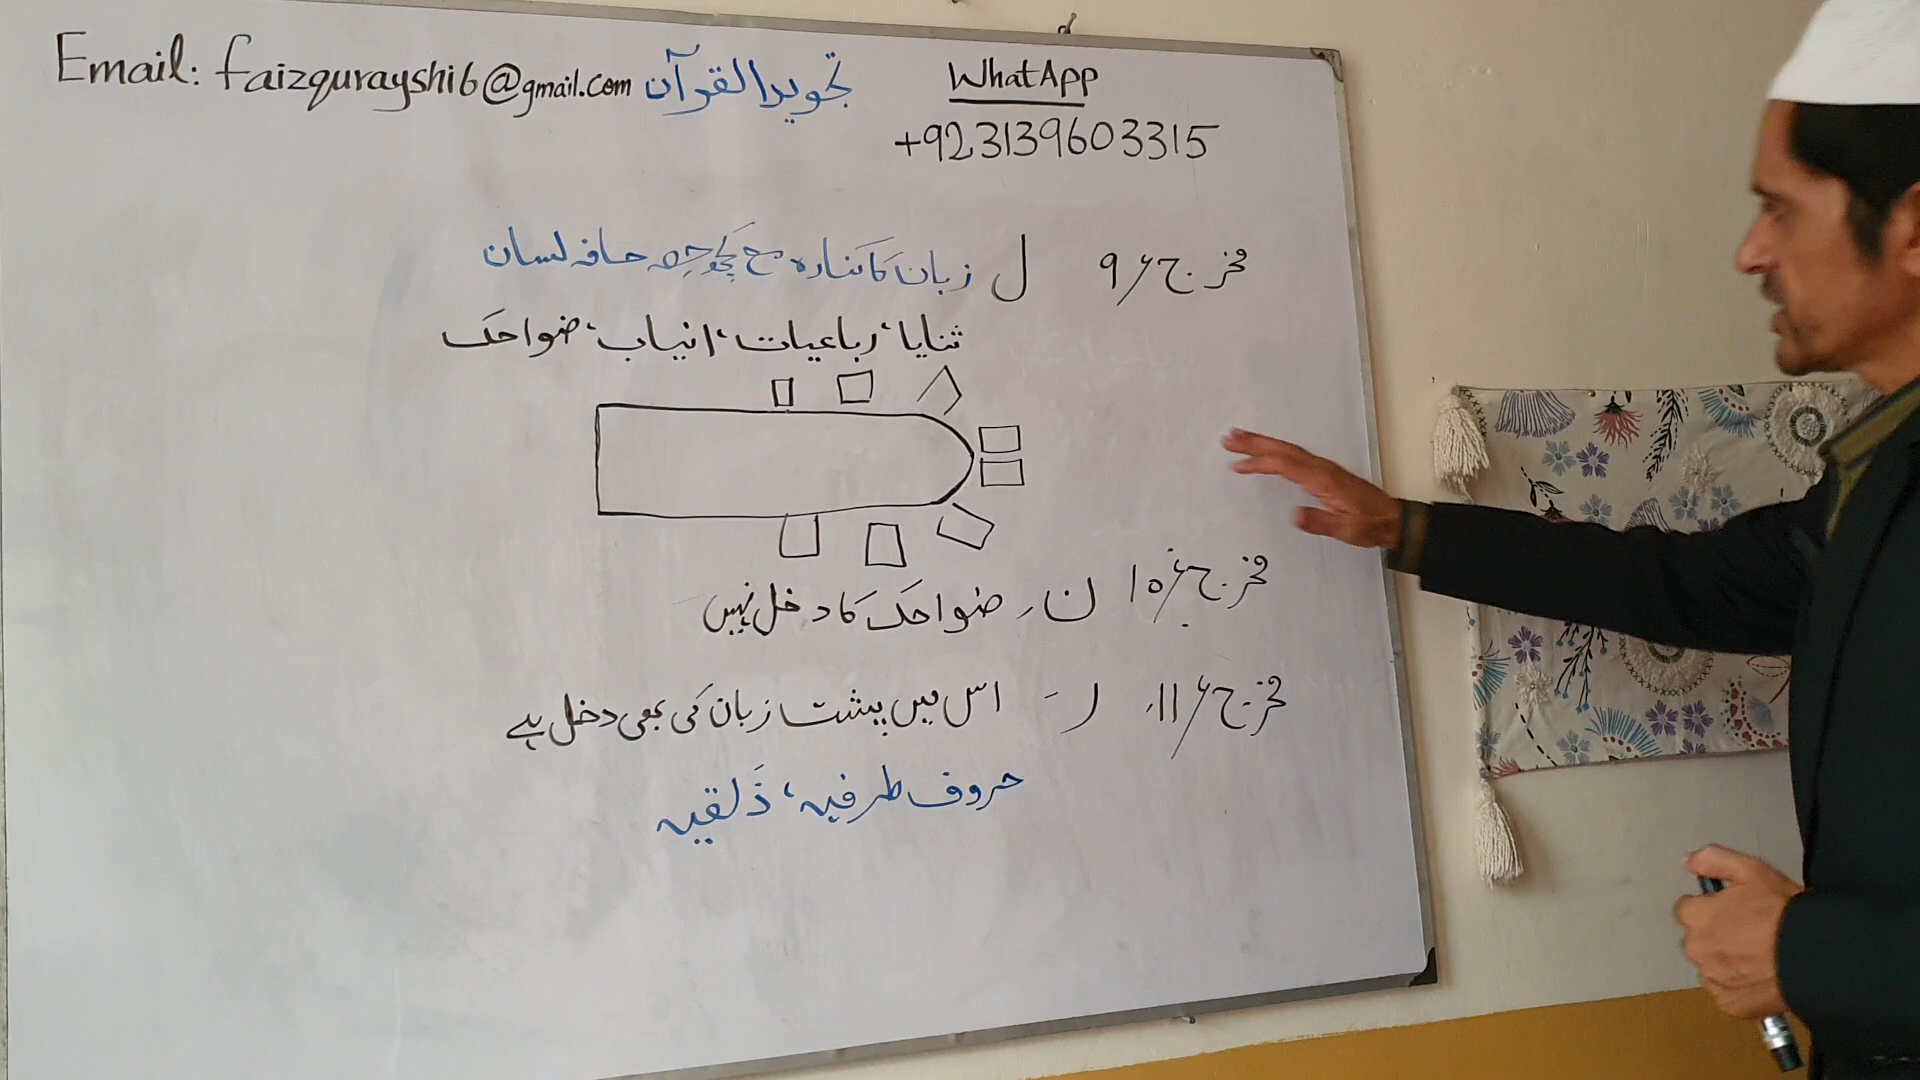 Email: faizqurayshi6@gmail.com تجويد القرآن WhatApp
+923139603315
مخرج ۹ ل زبان کا کنارہ مع کچھ حصہ حافہ لسان
ثنایا، رباعیات، انیاب، ضواحک
مخرج ۱۰ ن ضواحک کا دخل نہیں
مخرج ۱۱ ر اس میں پشت زبان کی بھی دخل ہے
حروف طرفیہ، ذَلقیہ